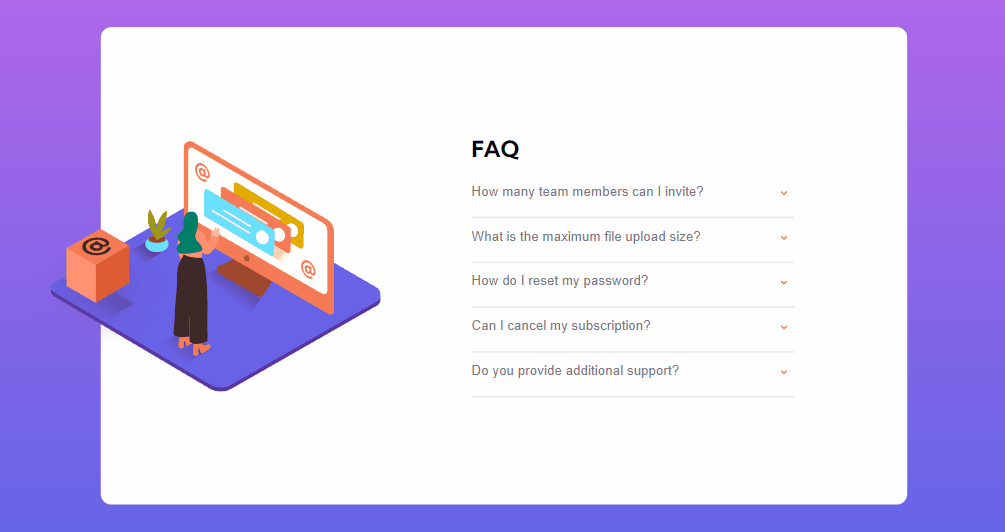 FAQ
How many team members can I invite?
What is the maximum file upload size?
How do I reset my password?
Can I cancel my subscription?
Do you provide additional support?
@
@
@